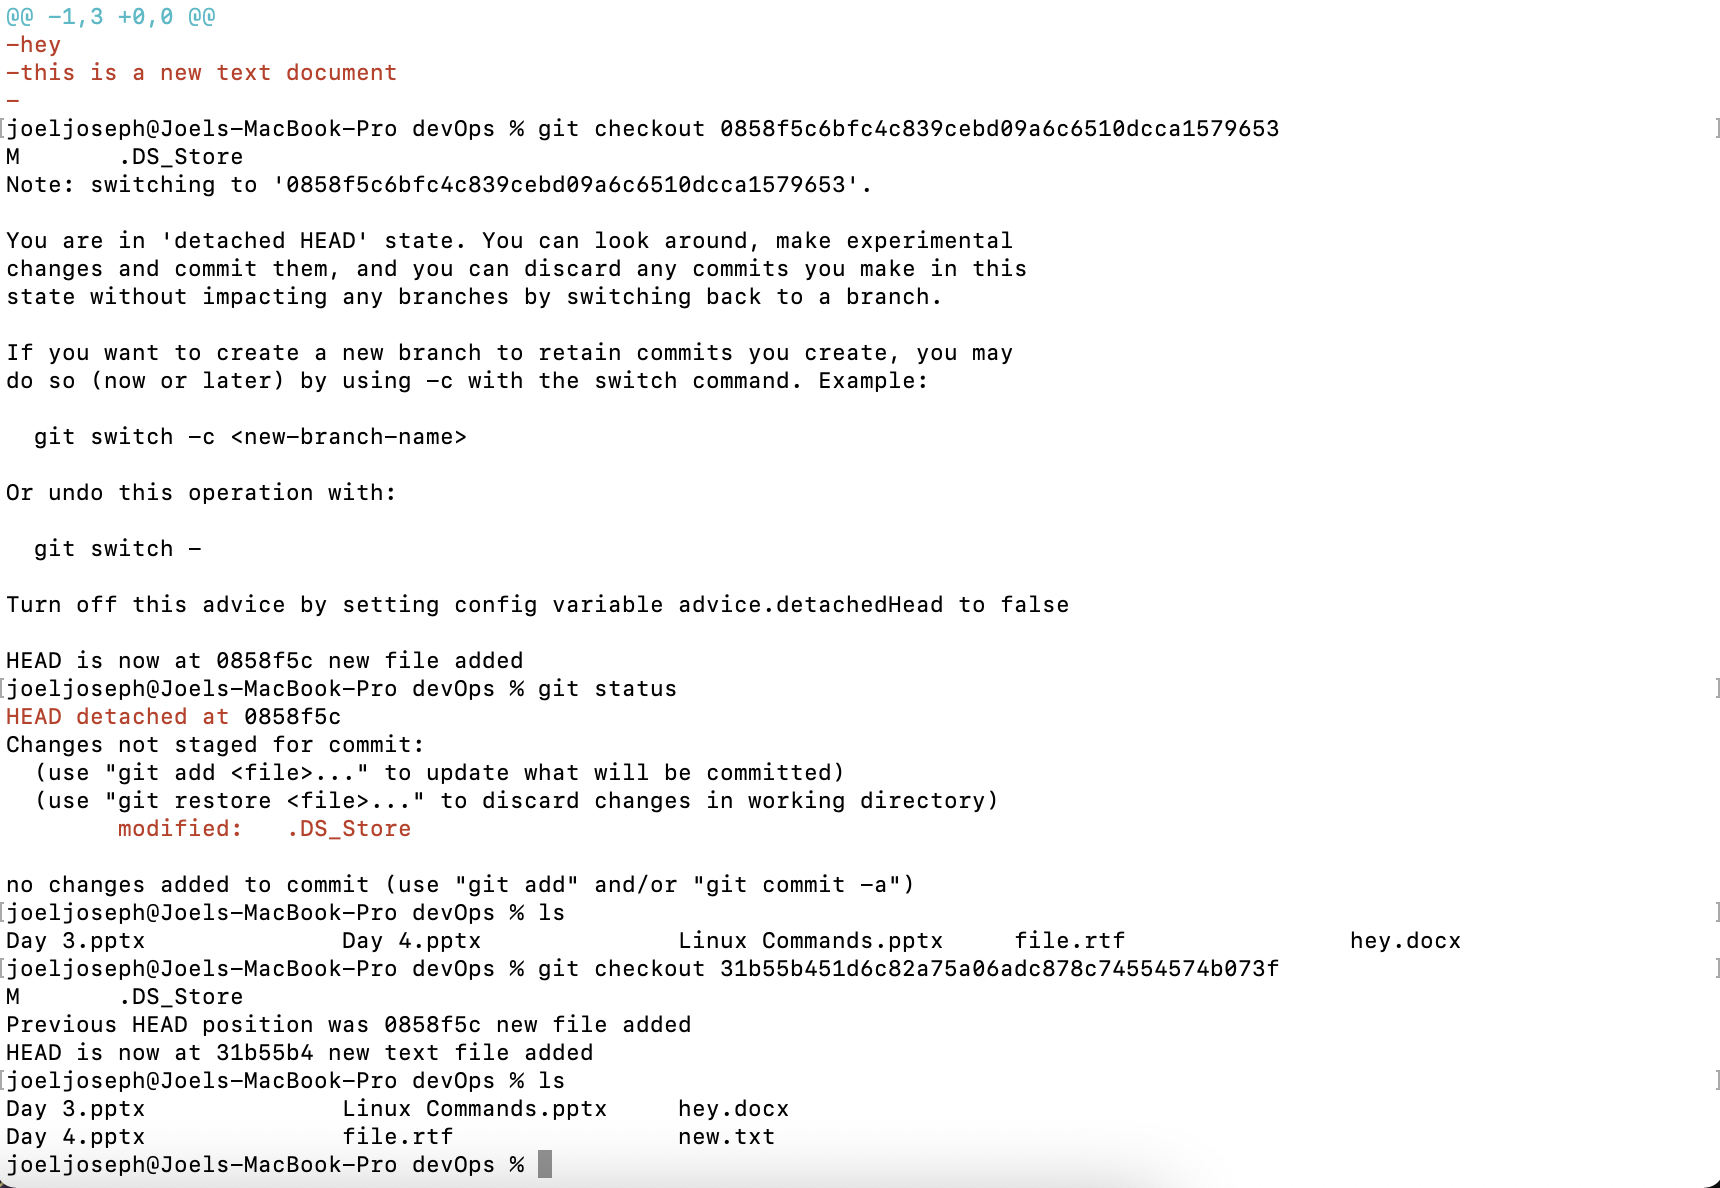 @@ -1,3 +0,0 @@
-hey
-this is a new text document
-
[joeljoseph@Joels-MacBook-Pro devOps % git checkout 0858f5c6bfc4c839cebd09a6c6510dcca1579653 ]
M       .DS_Store
Note: switching to '0858f5c6bfc4c839cebd09a6c6510dcca1579653'.

You are in 'detached HEAD' state. You can look around, make experimental
changes and commit them, and you can discard any commits you make in this
state without impacting any branches by switching back to a branch.

If you want to create a new branch to retain commits you create, you may
do so (now or later) by using -c with the switch command. Example:

  git switch -c <new-branch-name>

Or undo this operation with:

  git switch -

Turn off this advice by setting config variable advice.detachedHead to false

HEAD is now at 0858f5c new file added
[joeljoseph@Joels-MacBook-Pro devOps % git status ]
HEAD detached at 0858f5c
Changes not staged for commit:
  (use "git add <file>..." to update what will be committed)
  (use "git restore <file>..." to discard changes in working directory)
        modified:   .DS_Store

no changes added to commit (use "git add" and/or "git commit -a")
[joeljoseph@Joels-MacBook-Pro devOps % ls ]
Day 3.pptx              Day 4.pptx              Linux Commands.pptx     file.rtf                hey.docx
[joeljoseph@Joels-MacBook-Pro devOps % git checkout 31b55b451d6c82a75a06adc878c74554574b073f ]
M       .DS_Store
Previous HEAD position was 0858f5c new file added
HEAD is now at 31b55b4 new text file added
[joeljoseph@Joels-MacBook-Pro devOps % ls ]
Day 3.pptx              Linux Commands.pptx     hey.docx
Day 4.pptx              file.rtf                new.txt
joeljoseph@Joels-MacBook-Pro devOps %